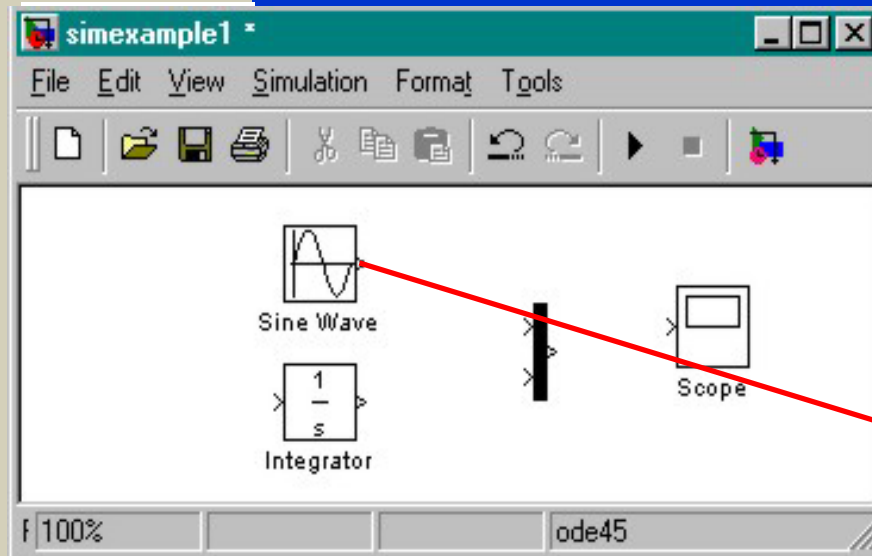 simexample1 *
File Edit View Simulation Format Tools
Sine Wave
1
s
Integrator
Scope
100% ode45